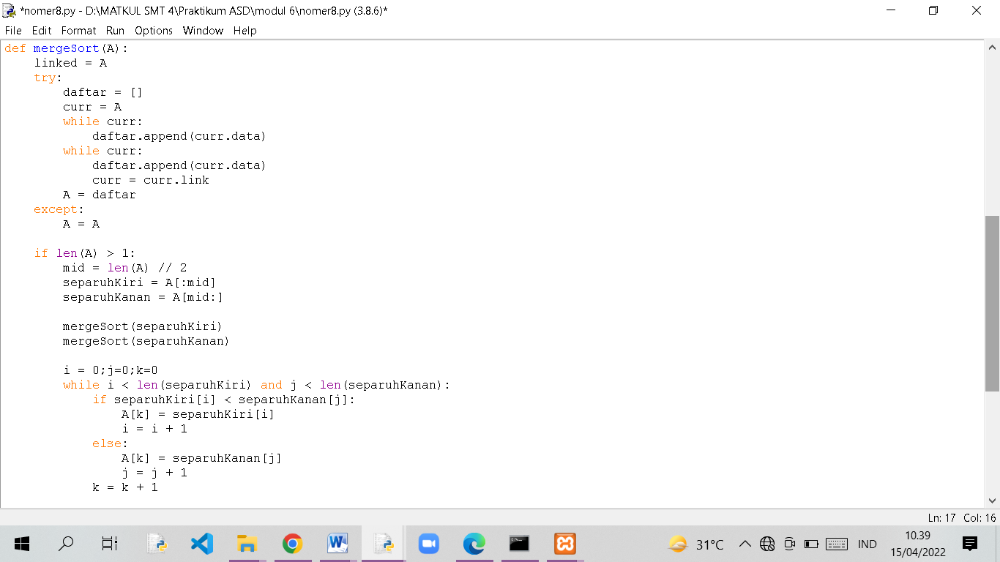 *nomer8.py - D:\MATKUL SMT 4\Praktikum ASD\modul 6\nomer8.py (3.8.6)*
File Edit Format Run Options Window Help
def mergeSort(A):
    linked = A
    try:
        daftar = []
        curr = A
        while curr:
            daftar.append(curr.data)
        while curr:
            daftar.append(curr.data)
            curr = curr.link
        A = daftar
    except:
        A = A

    if len(A) > 1:
        mid = len(A) // 2
        separuhKiri = A[:mid]
        separuhKanan = A[mid:]

        mergeSort(separuhKiri)
        mergeSort(separuhKanan)

        i = 0;j=0;k=0
        while i < len(separuhKiri) and j < len(separuhKanan):
            if separuhKiri[i] < separuhKanan[j]:
                A[k] = separuhKiri[i]
                i = i + 1
            else:
                A[k] = separuhKanan[j]
                j = j + 1
            k = k + 1
Ln: 17 Col: 16
31°C IND 10.39
15/04/2022